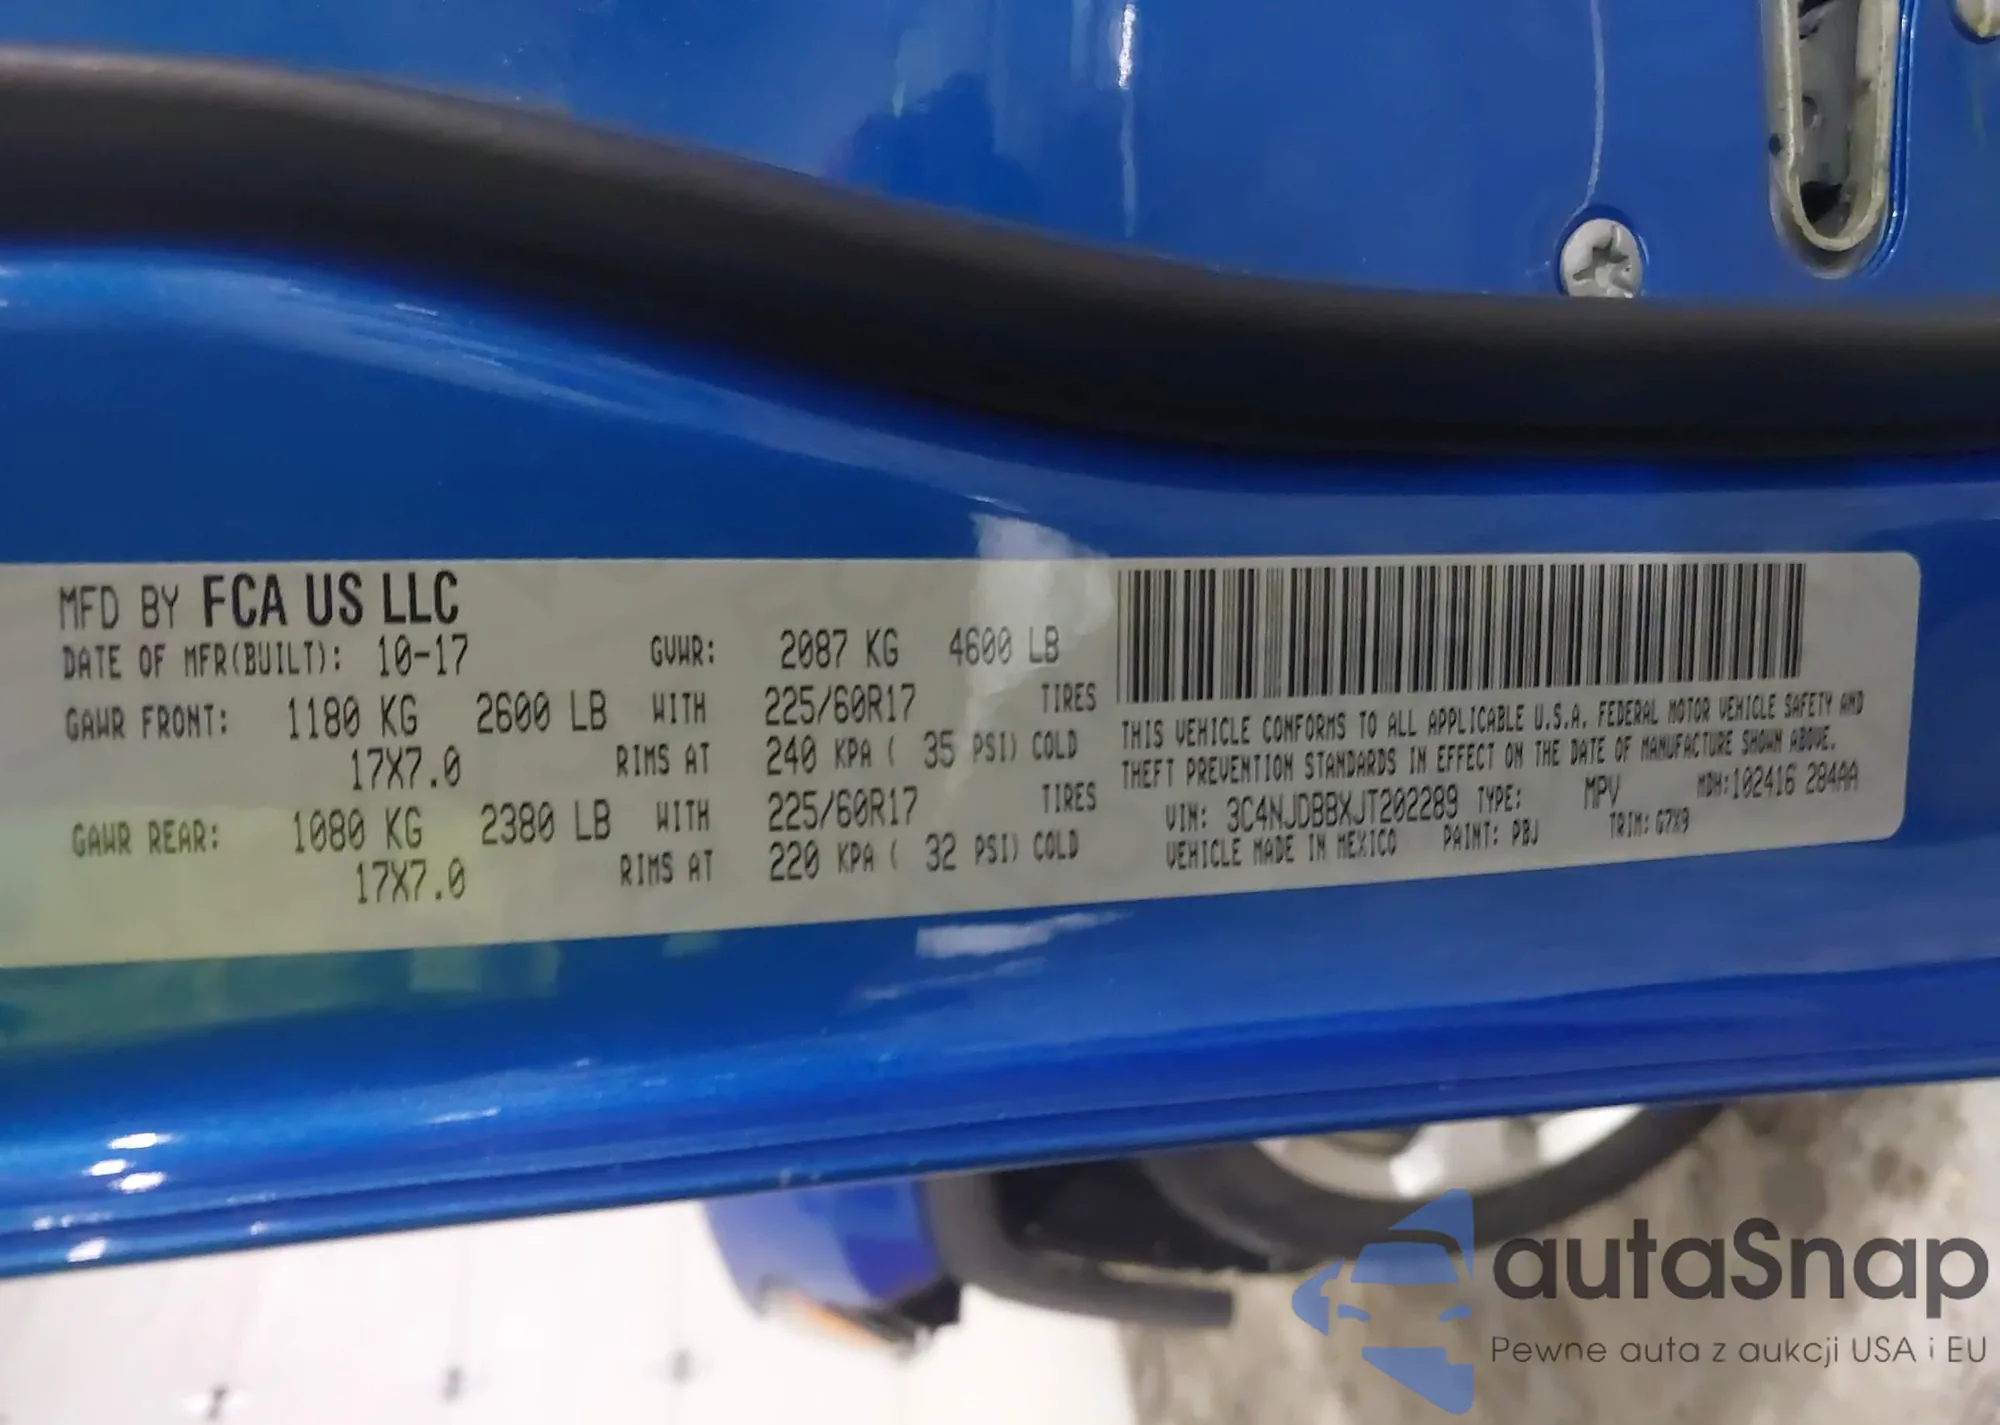 MFD BY FCA US LLC
DATE OF MFR(BUILT): 10-17 GVWR: 2087 KG 4600 LB
GAWR FRONT: 1180 KG 2600 LB WITH 225/60R17 TIRES
17X7.0 RIMS AT 240 KPA ( 35 PSI) COLD
GAWR REAR: 1080 KG 2380 LB WITH 225/60R17 TIRES
17X7.0 RIMS AT 220 KPA ( 32 PSI) COLD
THIS VEHICLE CONFORMS TO ALL APPLICABLE U.S.A. FEDERAL MOTOR VEHICLE SAFETY AND
THEFT PREVENTION STANDARDS IN EFFECT ON THE DATE OF MANUFACTURE SHOWN ABOVE.
VIN: 3C4NJDBBXJT202289 TYPE: MPV MDH:102416 284AA
VEHICLE MADE IN MEXICO PAINT: PBJ TRIM: G7X9
autaSnap
Pewne auta z aukcji USA i EU